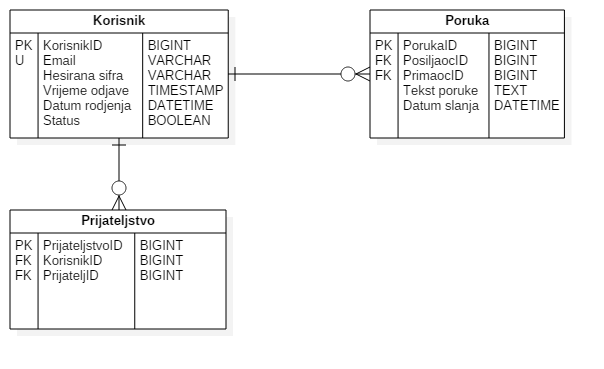 Korisnik
PK KorisnikID BIGINT
U Email VARCHAR
Hesirana sifra VARCHAR
Vrijeme odjave TIMESTAMP
Datum rodjenja DATETIME
Status BOOLEAN
Poruka
PK PorukaID BIGINT
FK PosiljaocID BIGINT
FK PrimaocID BIGINT
Tekst poruke TEXT
Datum slanja DATETIME
Prijateljstvo
PK PrijateljstvoID BIGINT
FK KorisnikID BIGINT
FK PrijateljID BIGINT